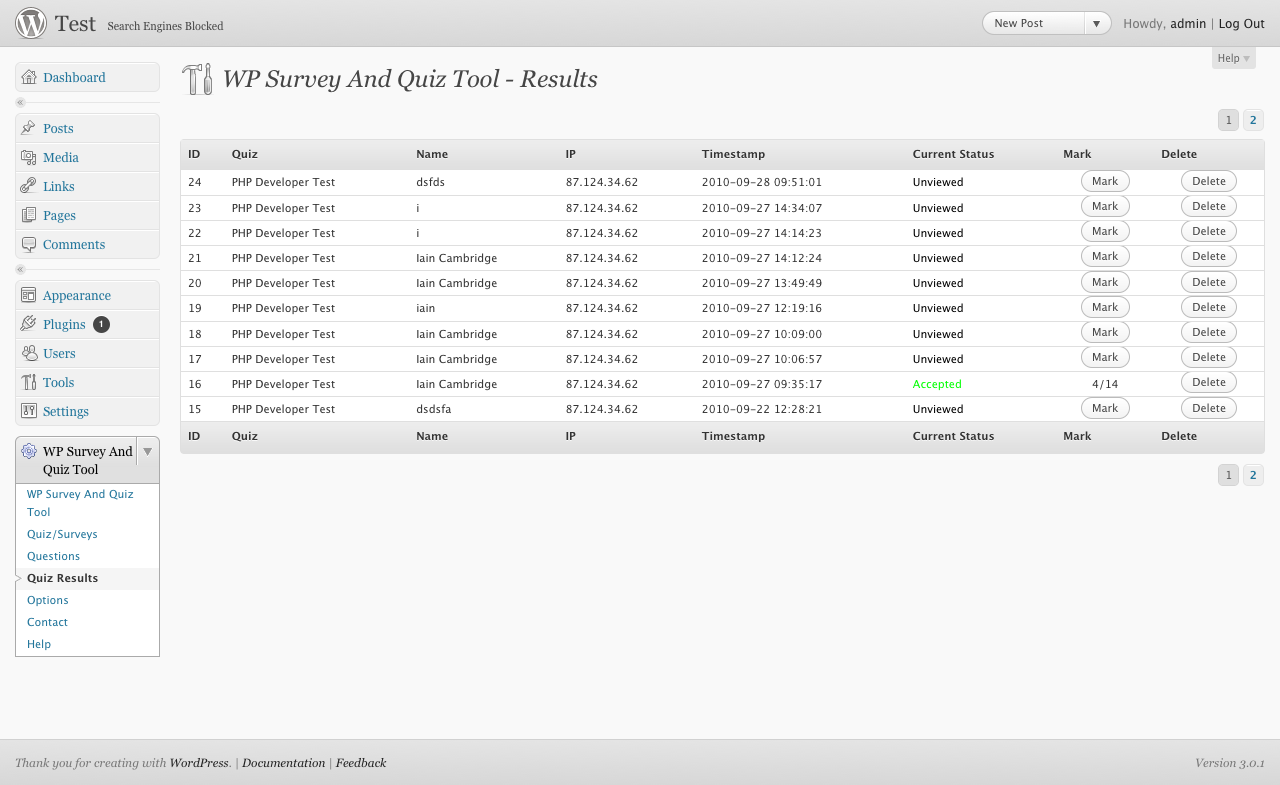 Test Search Engines Blocked
New Post Howdy, admin | Log Out
Help
Dashboard
Posts
Media
Links
Pages
Comments
Appearance
Plugins 1
Users
Tools
Settings
WP Survey And
Quiz Tool
WP Survey And Quiz
Tool
Quiz/Surveys
Questions
Quiz Results
Options
Contact
Help
WP Survey And Quiz Tool - Results
1 2
ID Quiz Name IP Timestamp Current Status Mark Delete
24 PHP Developer Test dsfds 87.124.34.62 2010-09-28 09:51:01 Unviewed Mark Delete
23 PHP Developer Test i 87.124.34.62 2010-09-27 14:34:07 Unviewed Mark Delete
22 PHP Developer Test i 87.124.34.62 2010-09-27 14:14:23 Unviewed Mark Delete
21 PHP Developer Test Iain Cambridge 87.124.34.62 2010-09-27 14:12:24 Unviewed Mark Delete
20 PHP Developer Test Iain Cambridge 87.124.34.62 2010-09-27 13:49:49 Unviewed Mark Delete
19 PHP Developer Test iain 87.124.34.62 2010-09-27 12:19:16 Unviewed Mark Delete
18 PHP Developer Test Iain Cambridge 87.124.34.62 2010-09-27 10:09:00 Unviewed Mark Delete
17 PHP Developer Test Iain Cambridge 87.124.34.62 2010-09-27 10:06:57 Unviewed Mark Delete
16 PHP Developer Test Iain Cambridge 87.124.34.62 2010-09-27 09:35:17 Accepted 4/14 Delete
15 PHP Developer Test dsdsfa 87.124.34.62 2010-09-22 12:28:21 Unviewed Mark Delete
ID Quiz Name IP Timestamp Current Status Mark Delete
1 2
Thank you for creating with WordPress. | Documentation | Feedback
Version 3.0.1